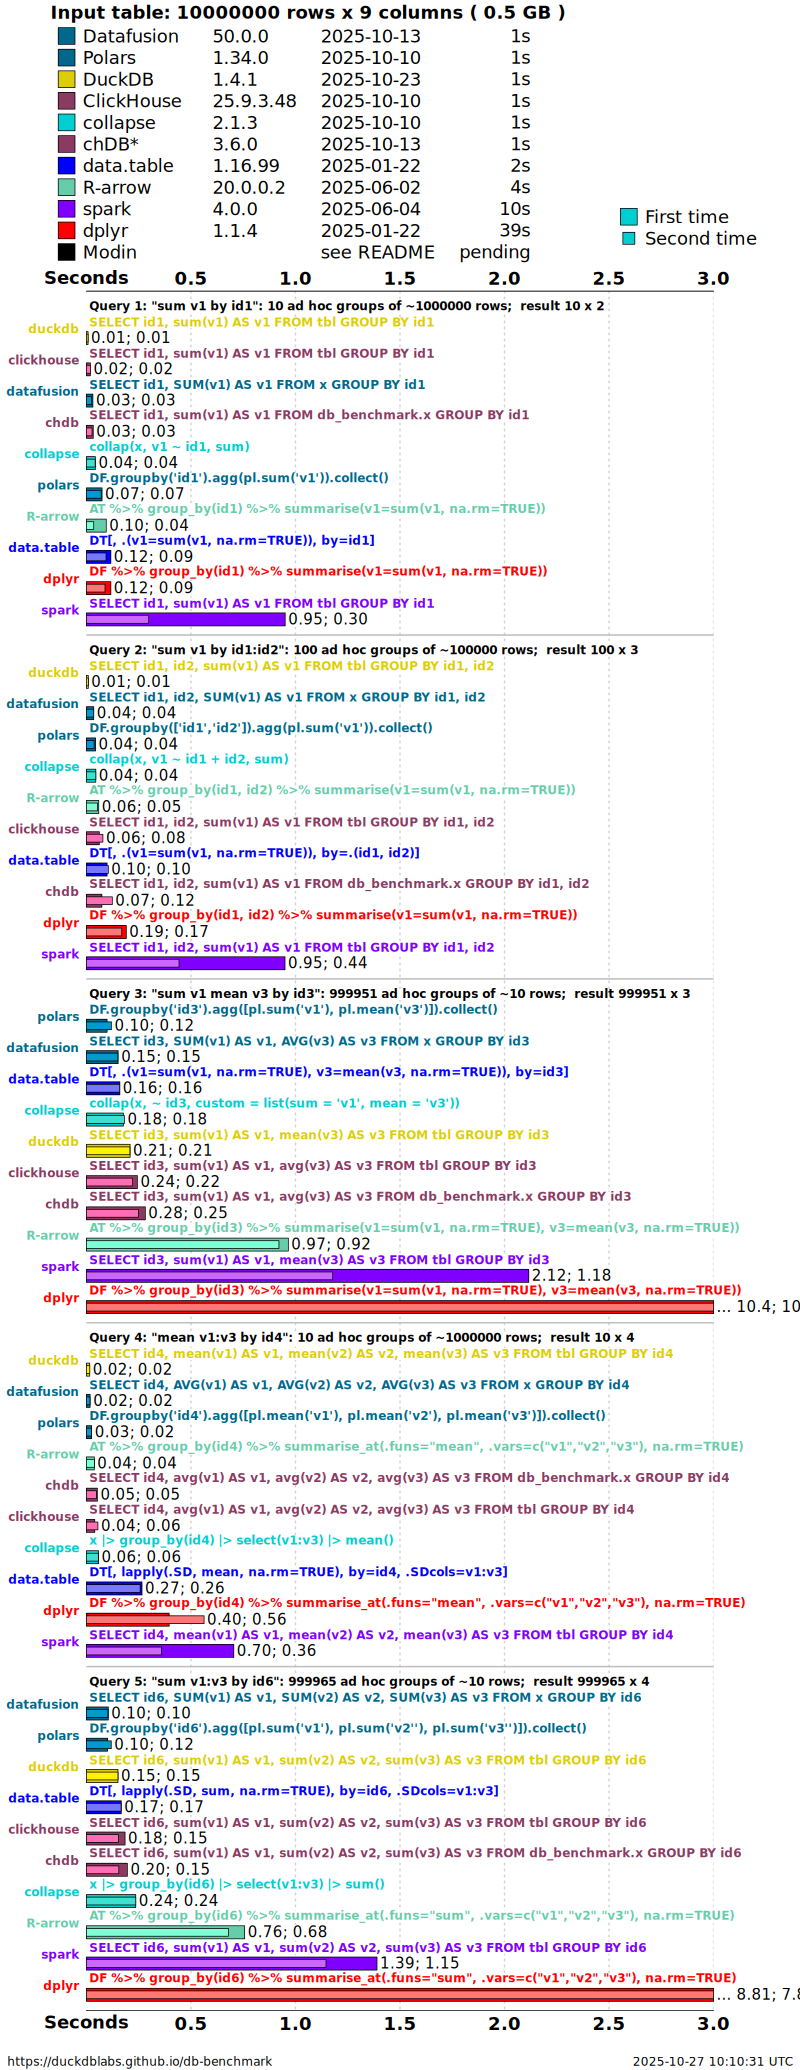 Input table: 10000000 rows x 9 columns ( 0.5 GB )
Datafusion 50.0.0 2025-10-13 1s
Polars 1.34.0 2025-10-10 1s
DuckDB 1.4.1 2025-10-23 1s
ClickHouse 25.9.3.48 2025-10-10 1s
collapse 2.1.3 2025-10-10 1s
chDB* 3.6.0 2025-10-13 1s
data.table 1.16.99 2025-01-22 2s
R-arrow 20.0.0.2 2025-06-02 4s
spark 4.0.0 2025-06-04 10s
dplyr 1.1.4 2025-01-22 39s
Modin see README pending
First time
Second time
Seconds 0.5 1.0 1.5 2.0 2.5 3.0
Query 1: "sum v1 by id1": 10 ad hoc groups of ~1000000 rows; result 10 x 2
SELECT id1, sum(v1) AS v1 FROM tbl GROUP BY id1
duckdb 0.01; 0.01
SELECT id1, sum(v1) AS v1 FROM tbl GROUP BY id1
clickhouse 0.02; 0.02
SELECT id1, SUM(v1) AS v1 FROM x GROUP BY id1
datafusion 0.03; 0.03
SELECT id1, sum(v1) AS v1 FROM db_benchmark.x GROUP BY id1
chdb 0.03; 0.03
collap(x, v1 ~ id1, sum)
collapse 0.04; 0.04
DF.groupby('id1').agg(pl.sum('v1')).collect()
polars 0.07; 0.07
AT %>% group_by(id1) %>% summarise(v1=sum(v1, na.rm=TRUE))
R-arrow 0.10; 0.04
DT[, .(v1=sum(v1, na.rm=TRUE)), by=id1]
data.table 0.12; 0.09
DF %>% group_by(id1) %>% summarise(v1=sum(v1, na.rm=TRUE))
dplyr 0.12; 0.09
SELECT id1, sum(v1) AS v1 FROM tbl GROUP BY id1
spark 0.95; 0.30
Query 2: "sum v1 by id1:id2": 100 ad hoc groups of ~100000 rows; result 100 x 3
SELECT id1, id2, sum(v1) AS v1 FROM tbl GROUP BY id1, id2
duckdb 0.01; 0.01
SELECT id1, id2, SUM(v1) AS v1 FROM x GROUP BY id1, id2
datafusion 0.04; 0.04
DF.groupby(['id1','id2']).agg(pl.sum('v1')).collect()
polars 0.04; 0.04
collap(x, v1 ~ id1 + id2, sum)
collapse 0.04; 0.04
AT %>% group_by(id1, id2) %>% summarise(v1=sum(v1, na.rm=TRUE))
R-arrow 0.06; 0.05
SELECT id1, id2, sum(v1) AS v1 FROM tbl GROUP BY id1, id2
clickhouse 0.06; 0.08
DT[, .(v1=sum(v1, na.rm=TRUE)), by=.(id1, id2)]
data.table 0.10; 0.10
SELECT id1, id2, sum(v1) AS v1 FROM db_benchmark.x GROUP BY id1, id2
chdb 0.07; 0.12
DF %>% group_by(id1, id2) %>% summarise(v1=sum(v1, na.rm=TRUE))
dplyr 0.19; 0.17
SELECT id1, id2, sum(v1) AS v1 FROM tbl GROUP BY id1, id2
spark 0.95; 0.44
Query 3: "sum v1 mean v3 by id3": 999951 ad hoc groups of ~10 rows; result 999951 x 3
DF.groupby('id3').agg([pl.sum('v1'), pl.mean('v3')]).collect()
polars 0.10; 0.12
SELECT id3, SUM(v1) AS v1, AVG(v3) AS v3 FROM x GROUP BY id3
datafusion 0.15; 0.15
DT[, .(v1=sum(v1, na.rm=TRUE), v3=mean(v3, na.rm=TRUE)), by=id3]
data.table 0.16; 0.16
collap(x, ~ id3, custom = list(sum = 'v1', mean = 'v3'))
collapse 0.18; 0.18
SELECT id3, sum(v1) AS v1, mean(v3) AS v3 FROM tbl GROUP BY id3
duckdb 0.21; 0.21
SELECT id3, sum(v1) AS v1, avg(v3) AS v3 FROM tbl GROUP BY id3
clickhouse 0.24; 0.22
SELECT id3, sum(v1) AS v1, avg(v3) AS v3 FROM db_benchmark.x GROUP BY id3
chdb 0.28; 0.25
AT %>% group_by(id3) %>% summarise(v1=sum(v1, na.rm=TRUE), v3=mean(v3, na.rm=TRUE))
R-arrow 0.97; 0.92
SELECT id3, sum(v1) AS v1, mean(v3) AS v3 FROM tbl GROUP BY id3
spark 2.12; 1.18
DF %>% group_by(id3) %>% summarise(v1=sum(v1, na.rm=TRUE), v3=mean(v3, na.rm=TRUE))
dplyr ... 10.4; 10
Query 4: "mean v1:v3 by id4": 10 ad hoc groups of ~1000000 rows; result 10 x 4
SELECT id4, mean(v1) AS v1, mean(v2) AS v2, mean(v3) AS v3 FROM tbl GROUP BY id4
duckdb 0.02; 0.02
SELECT id4, AVG(v1) AS v1, AVG(v2) AS v2, AVG(v3) AS v3 FROM x GROUP BY id4
datafusion 0.02; 0.02
DF.groupby('id4').agg([pl.mean('v1'), pl.mean('v2'), pl.mean('v3')]).collect()
polars 0.03; 0.02
AT %>% group_by(id4) %>% summarise_at(.funs="mean", .vars=c("v1","v2","v3"), na.rm=TRUE)
R-arrow 0.04; 0.04
SELECT id4, avg(v1) AS v1, avg(v2) AS v2, avg(v3) AS v3 FROM db_benchmark.x GROUP BY id4
chdb 0.05; 0.05
SELECT id4, avg(v1) AS v1, avg(v2) AS v2, avg(v3) AS v3 FROM tbl GROUP BY id4
clickhouse 0.04; 0.06
x |> group_by(id4) |> select(v1:v3) |> mean()
collapse 0.06; 0.06
DT[, lapply(.SD, mean, na.rm=TRUE), by=id4, .SDcols=v1:v3]
data.table 0.27; 0.26
DF %>% group_by(id4) %>% summarise_at(.funs="mean", .vars=c("v1","v2","v3"), na.rm=TRUE)
dplyr 0.40; 0.56
SELECT id4, mean(v1) AS v1, mean(v2) AS v2, mean(v3) AS v3 FROM tbl GROUP BY id4
spark 0.70; 0.36
Query 5: "sum v1:v3 by id6": 999965 ad hoc groups of ~10 rows; result 999965 x 4
SELECT id6, SUM(v1) AS v1, SUM(v2) AS v2, SUM(v3) AS v3 FROM x GROUP BY id6
datafusion 0.10; 0.10
DF.groupby('id6').agg([pl.sum('v1'), pl.sum('v2''), pl.sum('v3'')]).collect()
polars 0.10; 0.12
SELECT id6, sum(v1) AS v1, sum(v2) AS v2, sum(v3) AS v3 FROM tbl GROUP BY id6
duckdb 0.15; 0.15
DT[, lapply(.SD, sum, na.rm=TRUE), by=id6, .SDcols=v1:v3]
data.table 0.17; 0.17
SELECT id6, sum(v1) AS v1, sum(v2) AS v2, sum(v3) AS v3 FROM tbl GROUP BY id6
clickhouse 0.18; 0.15
SELECT id6, sum(v1) AS v1, sum(v2) AS v2, sum(v3) AS v3 FROM db_benchmark.x GROUP BY id6
chdb 0.20; 0.15
x |> group_by(id6) |> select(v1:v3) |> sum()
collapse 0.24; 0.24
AT %>% group_by(id6) %>% summarise_at(.funs="sum", .vars=c("v1","v2","v3"), na.rm=TRUE)
R-arrow 0.76; 0.68
SELECT id6, sum(v1) AS v1, sum(v2) AS v2, sum(v3) AS v3 FROM tbl GROUP BY id6
spark 1.39; 1.15
DF %>% group_by(id6) %>% summarise_at(.funs="sum", .vars=c("v1","v2","v3"), na.rm=TRUE)
dplyr ... 8.81; 7.8
Seconds 0.5 1.0 1.5 2.0 2.5 3.0
https://duckdblabs.github.io/db-benchmark 2025-10-27 10:10:31 UTC